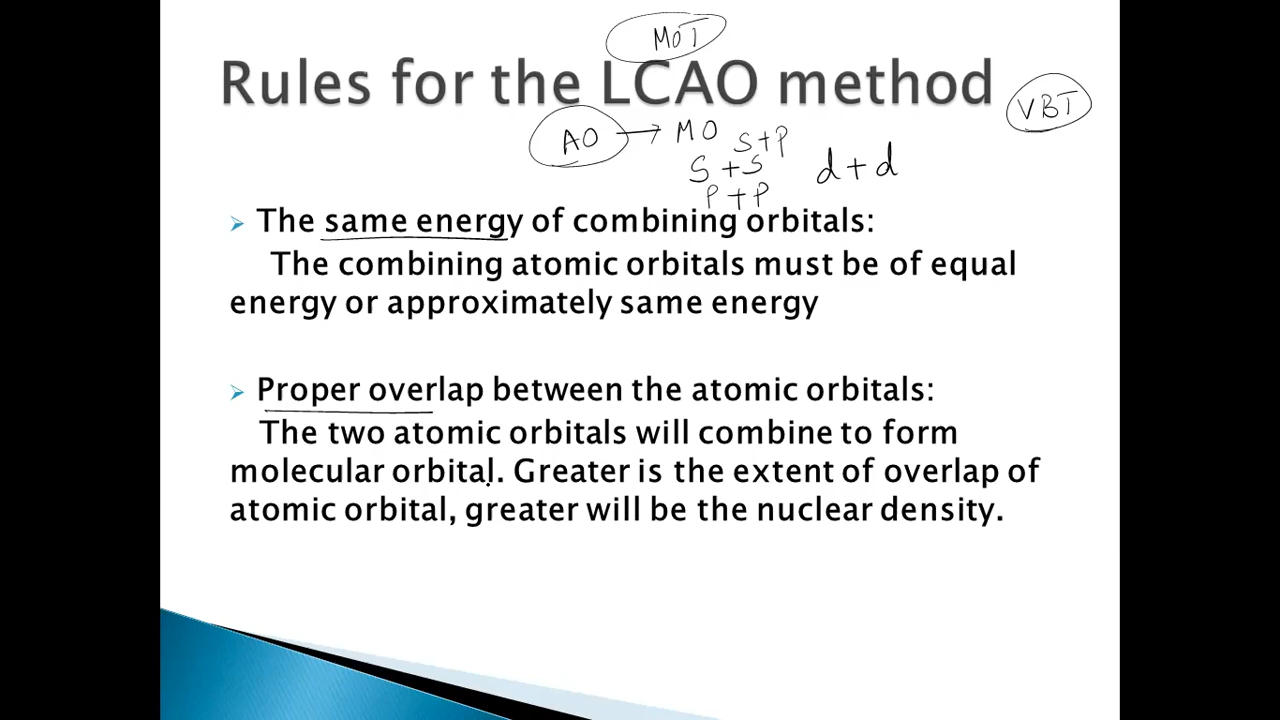 MOT
Rules for the LCAO method
VBT
AO → MO
S+P
S+S
d+d
P+P
The same energy of combining orbitals:
The combining atomic orbitals must be of equal
energy or approximately same energy
Proper overlap between the atomic orbitals:
The two atomic orbitals will combine to form
molecular orbital. Greater is the extent of overlap of
atomic orbital, greater will be the nuclear density.